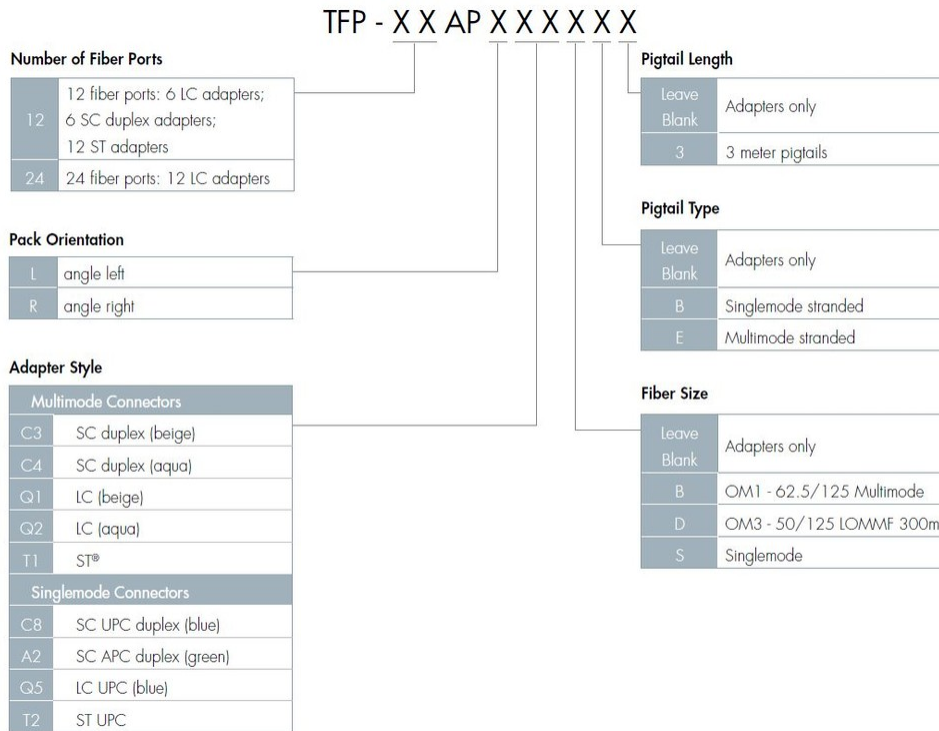 TFP - X X AP X X X X X X
Number of Fiber Ports
12
12 fiber ports: 6 LC adapters;
6 SC duplex adapters;
12 ST adapters
24 24 fiber ports: 12 LC adapters
Pack Orientation
L angle left
R angle right
Adapter Style
Multimode Connectors
C3 SC duplex (beige)
C4 SC duplex (aqua)
Q1 LC (beige)
Q2 LC (aqua)
T1 ST®
Singlemode Connectors
C8 SC UPC duplex (blue)
A2 SC APC duplex (green)
Q5 LC UPC (blue)
T2 ST UPC
Pigtail Length
Leave
Blank
Adapters only
3 3 meter pigtails
Pigtail Type
Leave
Blank
Adapters only
B Singlemode stranded
E Multimode stranded
Fiber Size
Leave
Blank
Adapters only
B OM1 - 62.5/125 Multimode
D OM3 - 50/125 LOMMF 300m
S Singlemode